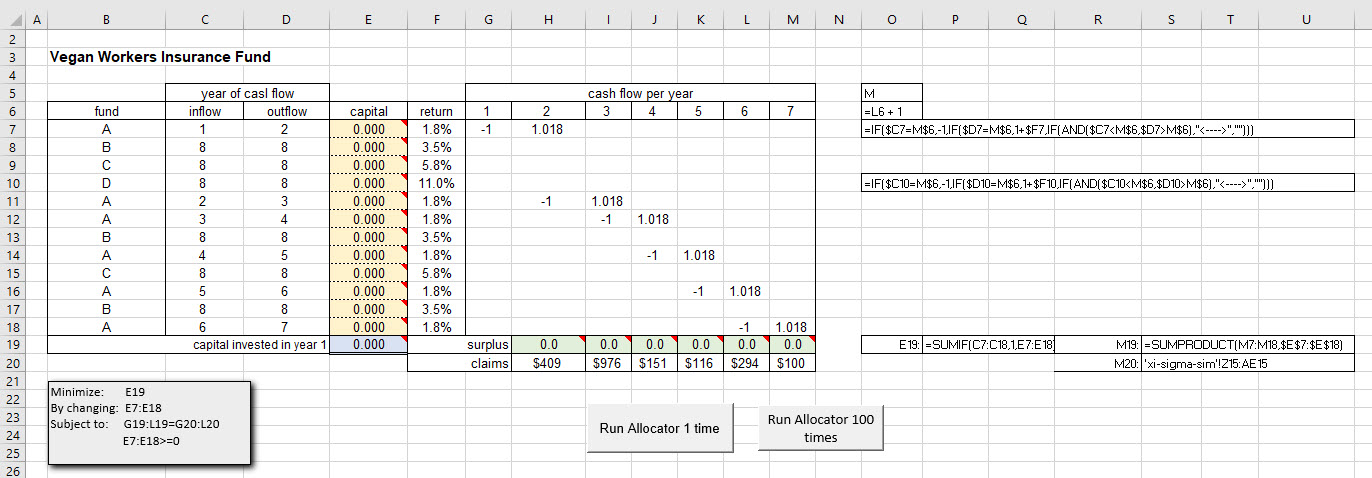 A B C D E F G H I J K L M N O P Q R S T U
2
3 Vegan Workers Insurance Fund
4
5 year of casl flow cash flow per year M
6 fund inflow outflow capital return 1 2 3 4 5 6 7 =L6 + 1
7 A 1 2 0.000 1.8% -1 1.018 =IF($C7=M$6,-1,IF($D7=M$6,1+$F7,IF(AND($C7<M$6,$D7>M$6),"<---->","")))
8 B 8 8 0.000 3.5%
9 C 8 8 0.000 5.8%
10 D 8 8 0.000 11.0% =IF($C10=M$6,-1,IF($D10=M$6,1+$F10,IF(AND($C10<M$6,$D10>M$6),"<---->","")))
11 A 2 3 0.000 1.8% -1 1.018
12 A 3 4 0.000 1.8% -1 1.018
13 B 8 8 0.000 3.5%
14 A 4 5 0.000 1.8% -1 1.018
15 C 8 8 0.000 5.8%
16 A 5 6 0.000 1.8% -1 1.018
17 B 8 8 0.000 3.5%
18 A 6 7 0.000 1.8% -1 1.018
19 capital invested in year 1 0.000 surplus 0.0 0.0 0.0 0.0 0.0 0.0 E19: =SUMIF(C7:C18,1,E7:E18) M19: =SUMPRODUCT(M7:M18,$E$7:$E$18)
20 claims $409 $976 $151 $116 $294 $100 M20: 'xi-sigma-sim'!Z15:AE15
21
22 Minimize: E19
23 By changing: E7:E18
24 Subject to: G19:L19=G20:L20
25 E7:E18>=0
26
Run Allocator 1 time
Run Allocator 100
times